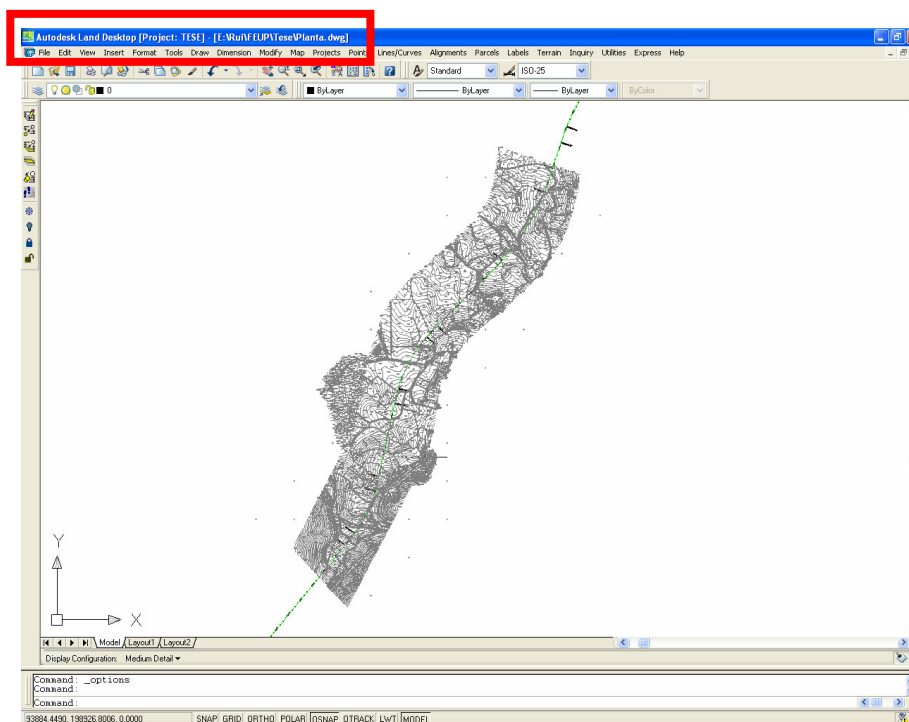 Autodesk Land Desktop [Project: TESE] - [E:\Rui\FEUP\Tese\Planta.dwg]
File Edit View Insert Format Tools Draw Dimension Modify Map Projects Points Lines/Curves Alignments Parcels Labels Terrain Inquiry Utilities Express Help
Standard ISO-25
0 ByLayer ByLayer ByLayer ByColor
Y
X
Model Layout1 Layout2
Display Configuration: Medium Detail
Command: _options
Command:
Command:
93884.4490, 198926.8006, 0.0000 SNAP GRID ORTHO POLAR OSNAP OTRACK LWT MODEL